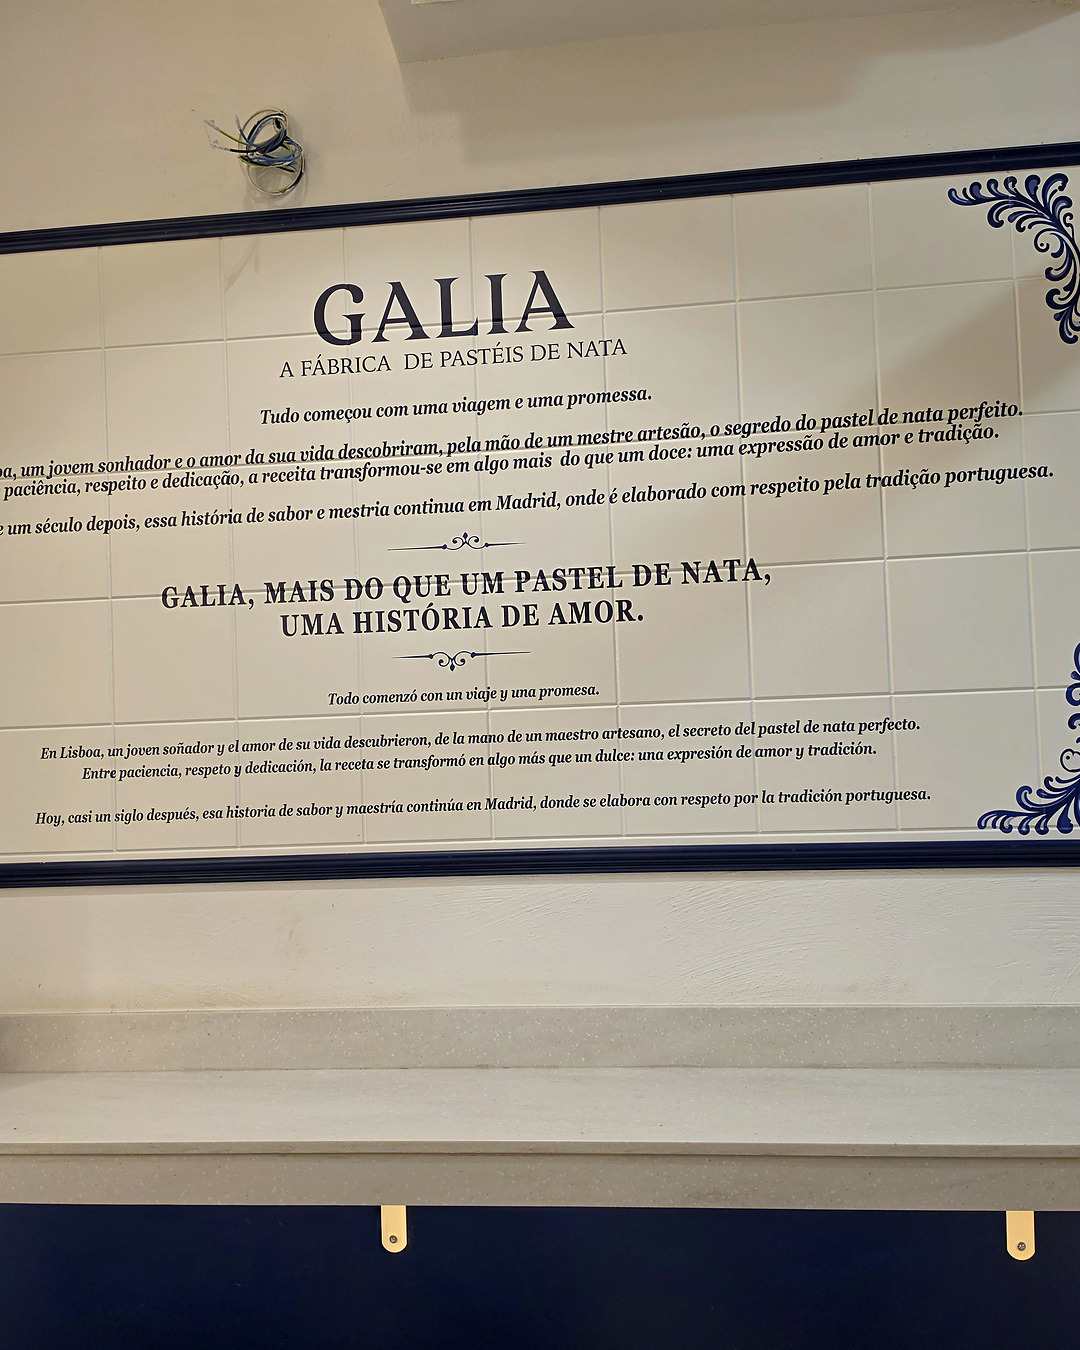 GALIA
A FÁBRICA DE PASTÉIS DE NATA
Tudo começou com uma viagem e uma promessa.
um jovem sonhador e o amor da sua vida descobriram, pela mão de um mestre artesão, o segredo do pastel de nata perfeito.
paciência, respeito e dedicação, a receita transformou-se em algo mais do que um doce: uma expressão de amor e tradição.
um século depois, essa história de sabor e mestria continua em Madrid, onde é elaborado com respeito pela tradição portuguesa.
GALIA, MAIS DO QUE UM PASTEL DE NATA,
UMA HISTÓRIA DE AMOR.
Todo comenzó con un viaje y una promesa.
En Lisboa, un joven soñador y el amor de su vida descubrieron, de la mano de un maestro artesano, el secreto del pastel de nata perfecto.
Entre paciencia, respeto y dedicación, la receta se transformó en algo más que un dulce: una expresión de amor y tradición.
Hoy, casi un siglo después, esa historia de sabor y maestría continúa en Madrid, donde se elabora con respeto por la tradición portuguesa.